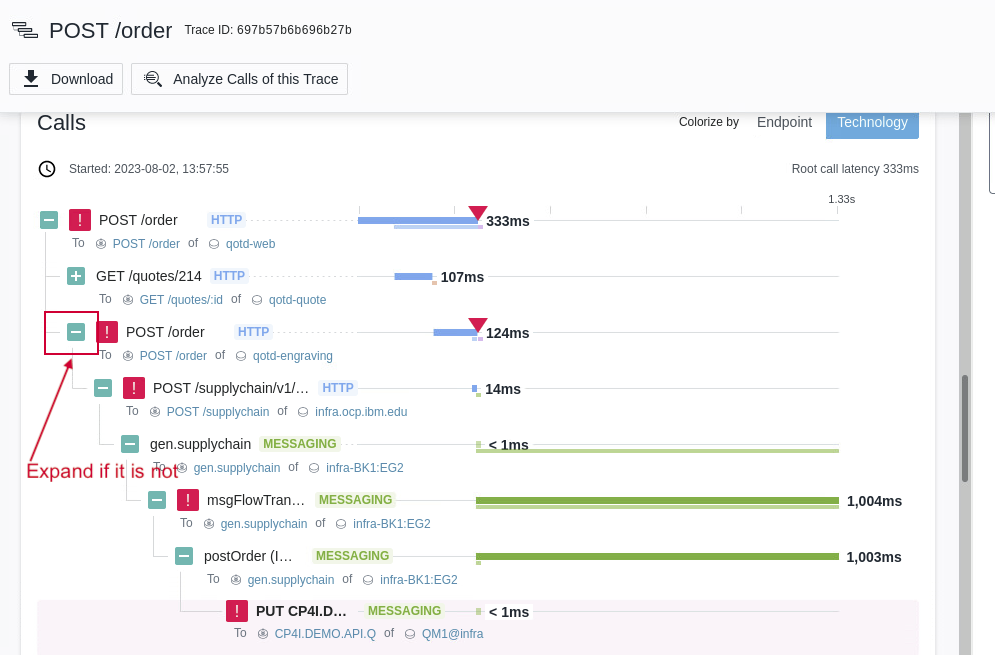 POST /order Trace ID: 697b57b6b696b27b
Download Analyze Calls of this Trace
Calls Colorize by Endpoint Technology
Started: 2023-08-02, 13:57:55 Root call latency 333ms
1.33s
! POST /order HTTP 333ms
To POST /order of qotd-web
GET /quotes/214 HTTP 107ms
To GET /quotes/:id of qotd-quote
! POST /order HTTP 124ms
To POST /order of qotd-engraving
! POST /supplychain/v1/... HTTP 14ms
To POST /supplychain of infra.ocp.ibm.edu
gen.supplychain MESSAGING < 1ms
To gen.supplychain of infra-BK1:EG2
Expand if it is not
! msgFlowTran... MESSAGING 1,004ms
To gen.supplychain of infra-BK1:EG2
postOrder (I... MESSAGING 1,003ms
To gen.supplychain of infra-BK1:EG2
! PUT CP4I.D... MESSAGING < 1ms
To CP4I.DEMO.API.Q of QM1@infra